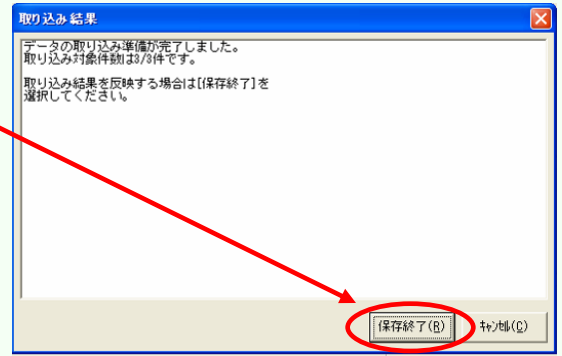 取り込み結果
データの取り込み準備が完了しました。
取り込み対象件数は3/3件です。
取り込み結果を反映する場合は[保存終了]を
選択してください。
保存終了(R) ｷｬﾝｾﾙ(C)